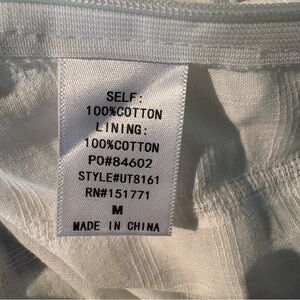 SELF:
100%COTTON
LINING:
100%COTTON
PO#84602
STYLE#UT8161
RN#151771
M
MADE IN CHINA